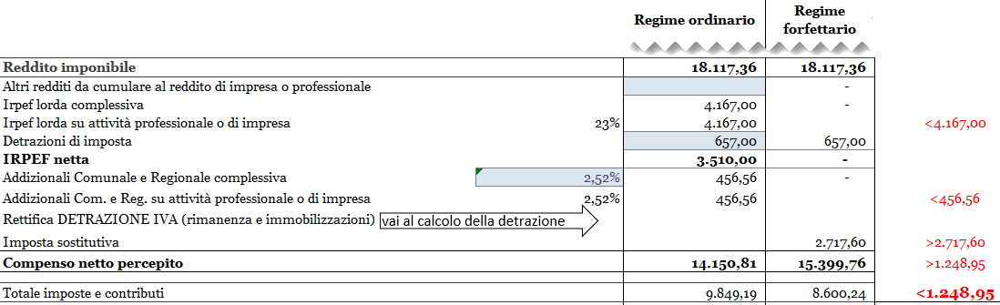 Regime ordinario Regime forfettario
Reddito imponibile 18.117,36 18.117,36
Altri redditi da cumulare al reddito di impresa o professionale -
Irpef lorda complessiva 4.167,00 -
Irpef lorda su attività professionale o di impresa 23% 4.167,00 <4.167,00
Detrazioni di imposta 657,00 657,00
IRPEF netta 3.510,00 -
Addizionali Comunale e Regionale complessiva 2,52% 456,56 -
Addizionali Com. e Reg. su attività professionale o di impresa 2,52% 456,56 <456,56
Rettifica DETRAZIONE IVA (rimanenza e immobilizzazioni) vai al calcolo della detrazione
Imposta sostitutiva 2.717,60 >2.717,60
Compenso netto percepito 14.150,81 15.399,76 >1.248,95
Totale imposte e contributi 9.849,19 8.600,24 <1.248,95